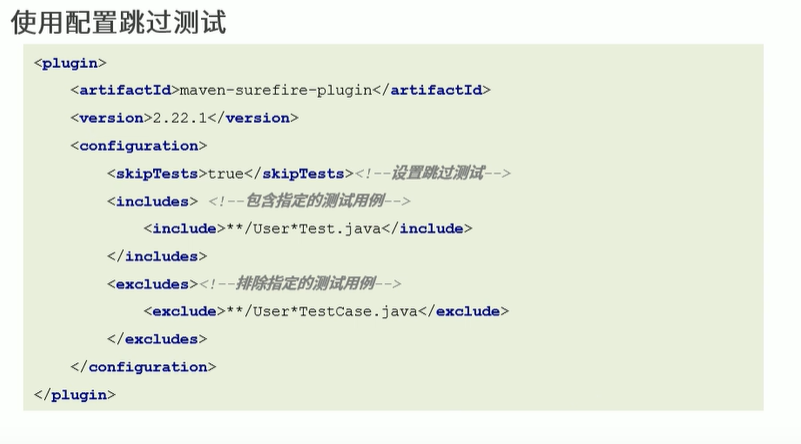 使用配置跳过测试
<plugin>
<artifactId>maven-surefire-plugin</artifactId>
<version>2.22.1</version>
<configuration>
<skipTests>true</skipTests><!--设置跳过测试-->
<includes> <!--包含指定的测试用例-->
<include>**/User*Test.java</include>
</includes>
<excludes><!--排除指定的测试用例-->
<exclude>**/User*TestCase.java</exclude>
</excludes>
</configuration>
</plugin>